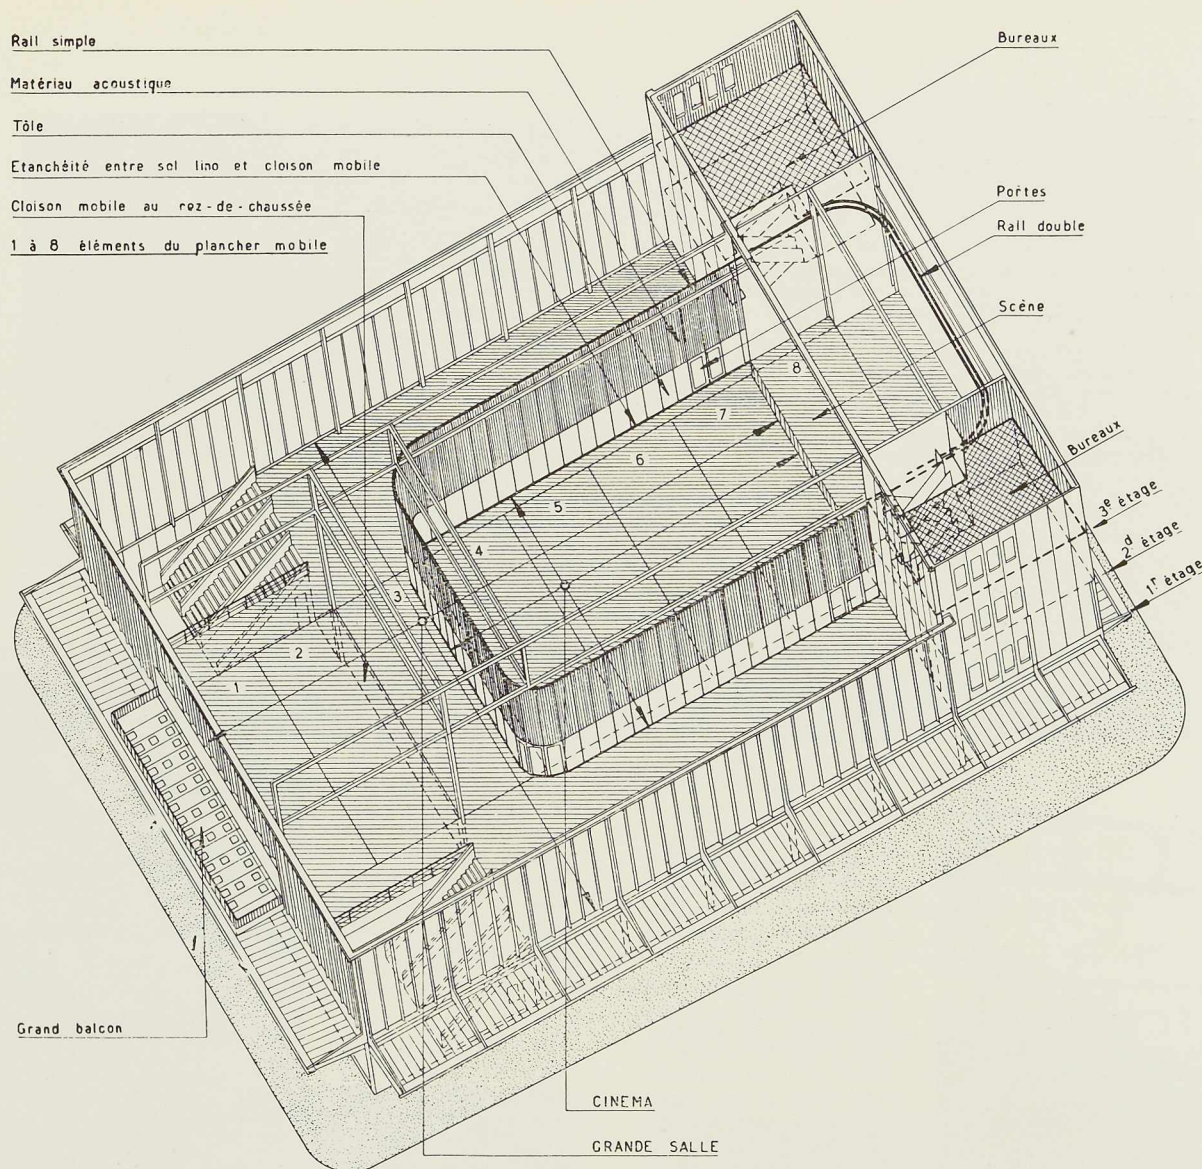 Rail simple
Matériau acoustique
Tôle
Etanchéité entre sol lino et cloison mobile
Cloison mobile au rez-de-chaussée
1 à 8 éléments du plancher mobile
Bureaux
Portes
Rail double
Scène
8
7
6
5
4
3
2
1
Bureaux
3e étage
2d étage
1r étage
Grand balcon
CINEMA
GRANDE SALLE